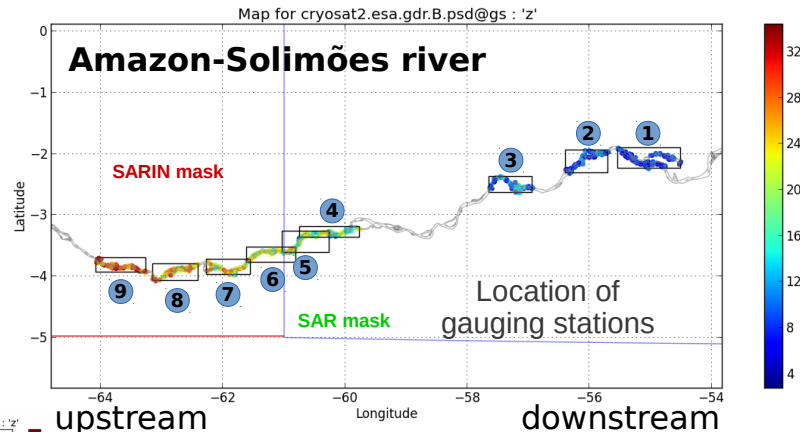 Map for cryosat2.esa.gdr.B.psd@gs : 'z'
Amazon-Solimões river
0
−1
−2
−3
−4
−5
Latitude
SARIN mask
SAR mask
1
2
3
4
5
6
7
8
9
Location of
gauging stations
32
28
24
20
16
12
8
4
−64
−62
−60
−58
−56
−54
Longitude
upstream
downstream
: 'z'